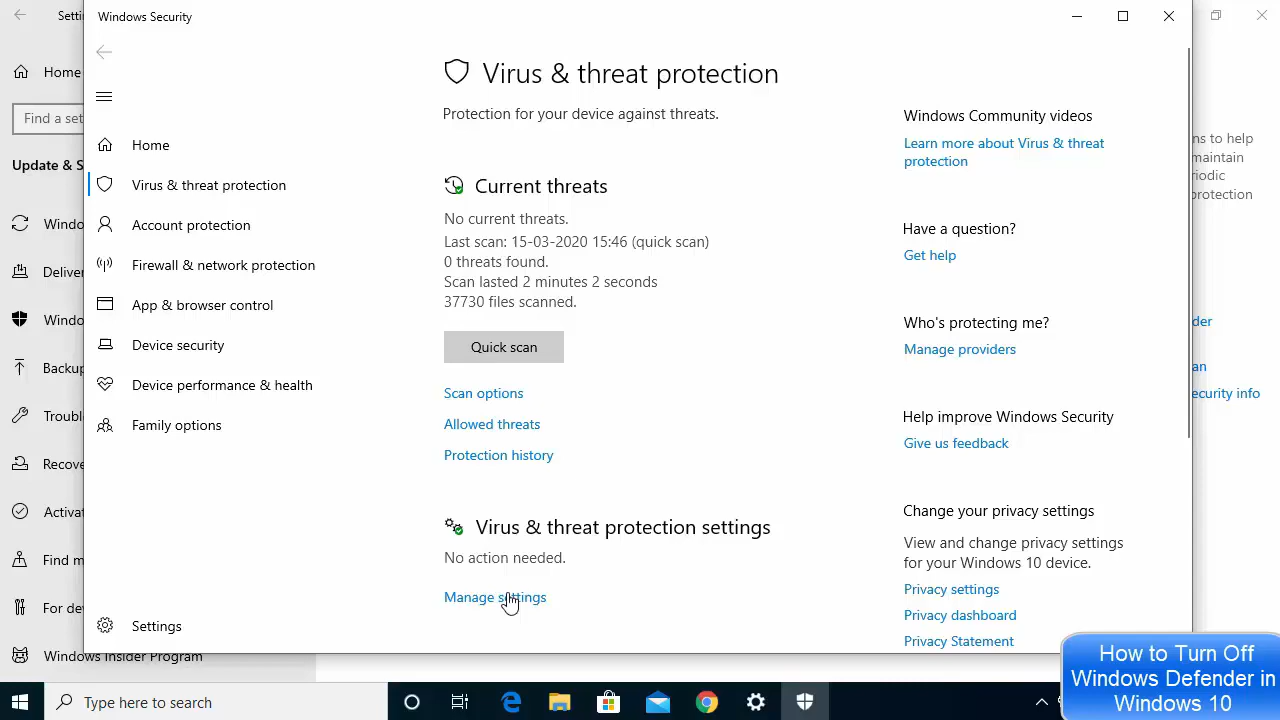 Setti
Home
Find a set
Update & S
Windo
Deliver
Windo
Backup
Troubl
Recove
Activat
Find m
For dev
Windows Insider Program
Windows Security
Home
Virus & threat protection
Account protection
Firewall & network protection
App & browser control
Device security
Device performance & health
Family options
Settings
Virus & threat protection
Protection for your device against threats.
Current threats
No current threats.
Last scan: 15-03-2020 15:46 (quick scan)
0 threats found.
Scan lasted 2 minutes 2 seconds
37730 files scanned.
Quick scan
Scan options
Allowed threats
Protection history
Virus & threat protection settings
No action needed.
Manage settings
Windows Community videos
Learn more about Virus & threat
protection
Have a question?
Get help
Who's protecting me?
Manage providers
Help improve Windows Security
Give us feedback
Change your privacy settings
View and change privacy settings
for your Windows 10 device.
Privacy settings
Privacy dashboard
Privacy Statement
ns to help
maintain
riodic
protection
der
an
ecurity info
Type here to search
How to Turn Off
Windows Defender in
Windows 10